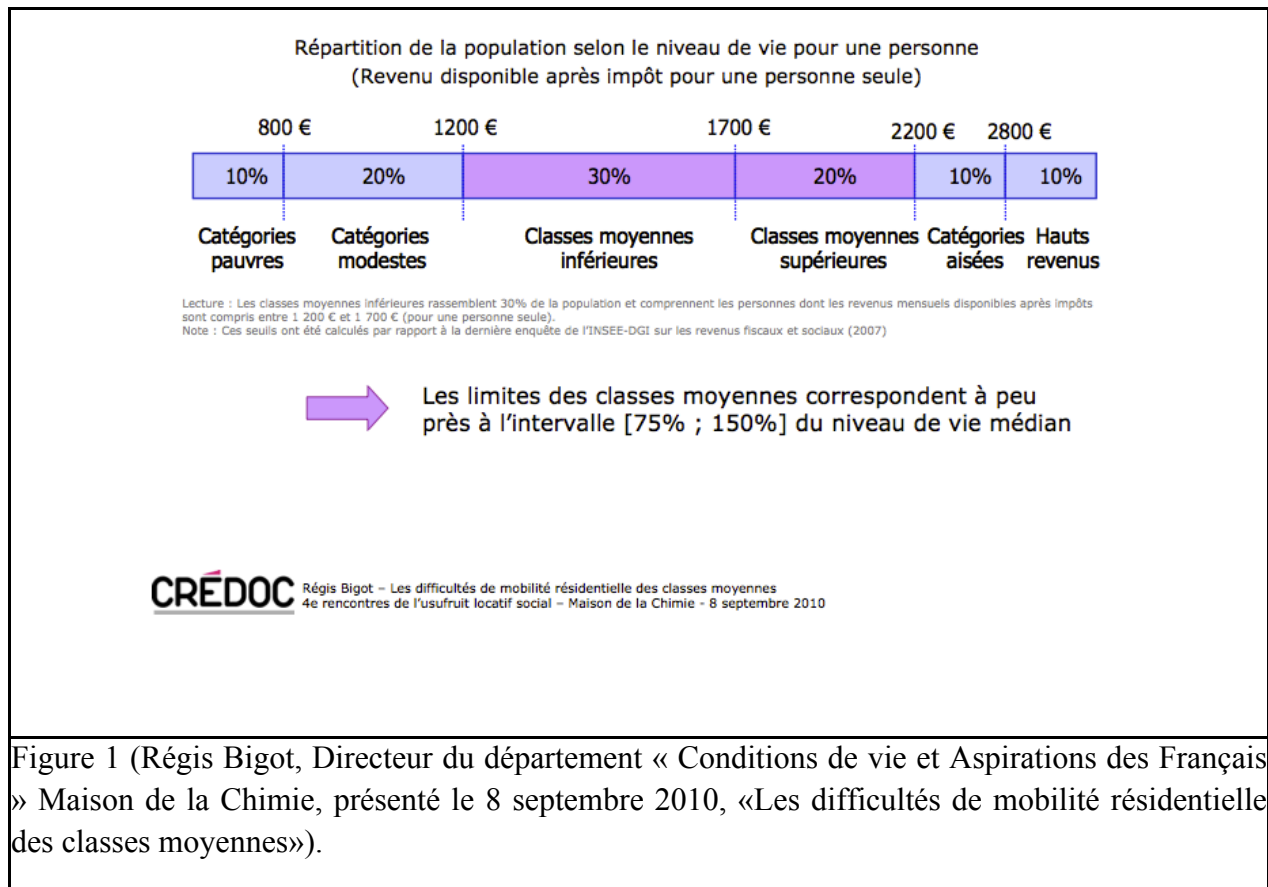 Répartition de la population selon le niveau de vie pour une personne
(Revenu disponible après impôt pour une personne seule)
800 € 1200 € 1700 € 2200 € 2800 €
10% 20% 30% 20% 10% 10%
Catégories Catégories Classes moyennes Classes moyennes Catégories Hauts
pauvres modestes inférieures supérieures aisées revenus
Lecture : Les classes moyennes inférieures rassemblent 30% de la population et comprennent les personnes dont les revenus mensuels disponibles après impôts
sont compris entre 1 200 € et 1 700 € (pour une personne seule).
Note : Ces seuils ont été calculés par rapport à la dernière enquête de l'INSEE-DGI sur les revenus fiscaux et sociaux (2007)
Les limites des classes moyennes correspondent à peu
près à l'intervalle [75% ; 150%] du niveau de vie médian
CRÉDOC
Régis Bigot – Les difficultés de mobilité résidentielle des classes moyennes
4e rencontres de l'usufruit locatif social – Maison de la Chimie - 8 septembre 2010
Figure 1 (Régis Bigot, Directeur du département « Conditions de vie et Aspirations des Français
» Maison de la Chimie, présenté le 8 septembre 2010, «Les difficultés de mobilité résidentielle
des classes moyennes»).